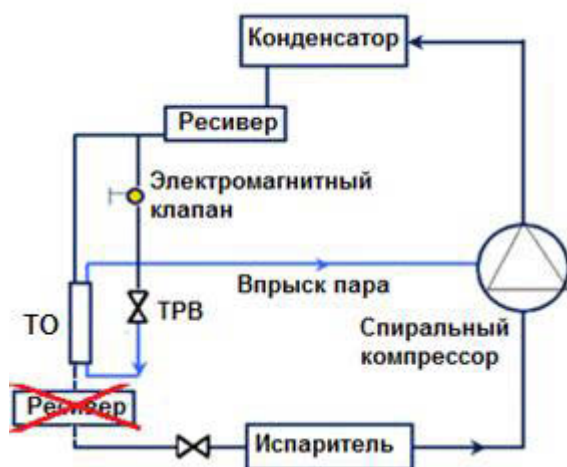 Конденсатор
Ресивер
Электромагнитный
клапан
Впрыск пара
ТО
ТРВ
Спиральный
компрессор
Ресивер
Испаритель